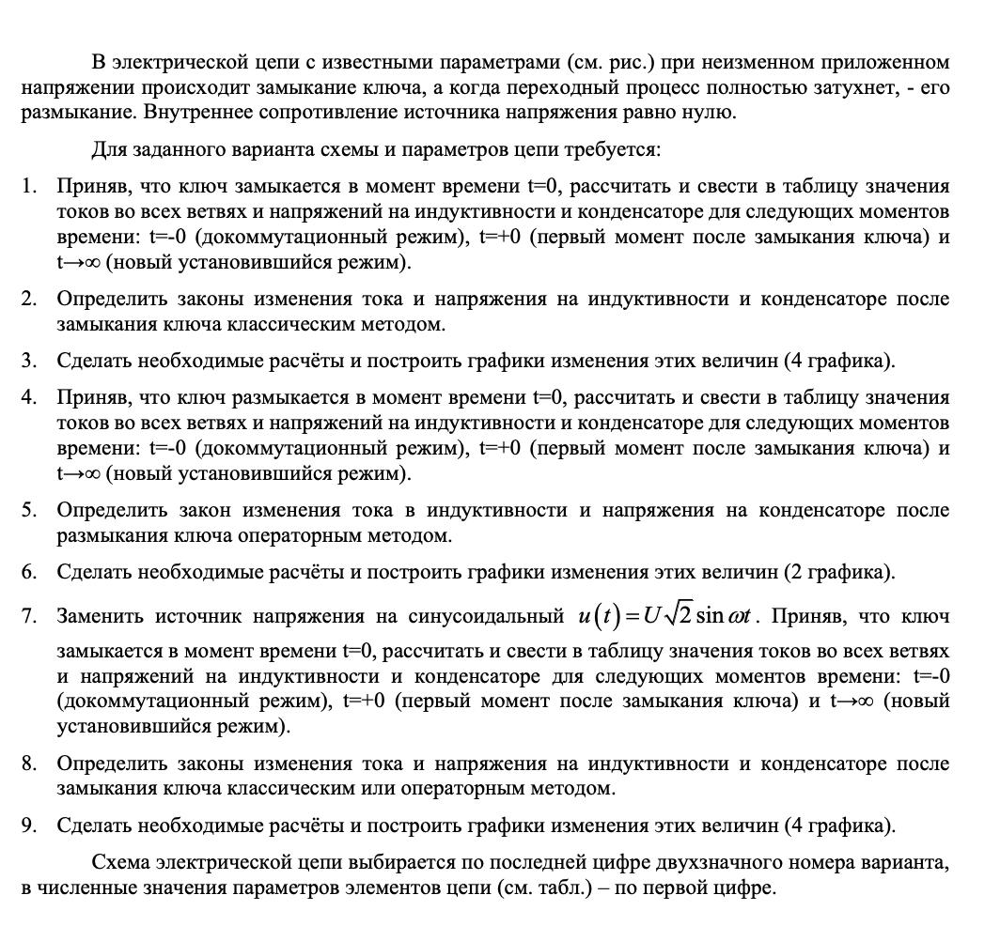 В электрической цепи с известными параметрами (см. рис.) при неизменном приложенном
напряжении происходит замыкание ключа, а когда переходный процесс полностью затухнет, - его
размыкание. Внутреннее сопротивление источника напряжения равно нулю.
Для заданного варианта схемы и параметров цепи требуется:
1. Приняв, что ключ замыкается в момент времени t=0, рассчитать и свести в таблицу значения
токов во всех ветвях и напряжений на индуктивности и конденсаторе для следующих моментов
времени: t=-0 (докоммутационный режим), t=+0 (первый момент после замыкания ключа) и
t→∞ (новый установившийся режим).
2. Определить законы изменения тока и напряжения на индуктивности и конденсаторе после
замыкания ключа классическим методом.
3. Сделать необходимые расчёты и построить графики изменения этих величин (4 графика).
4. Приняв, что ключ размыкается в момент времени t=0, рассчитать и свести в таблицу значения
токов во всех ветвях и напряжений на индуктивности и конденсаторе для следующих моментов
времени: t=-0 (докоммутационный режим), t=+0 (первый момент после замыкания ключа) и
t→∞ (новый установившийся режим).
5. Определить закон изменения тока в индуктивности и напряжения на конденсаторе после
размыкания ключа операторным методом.
6. Сделать необходимые расчёты и построить графики изменения этих величин (2 графика).
7. Заменить источник напряжения на синусоидальный u(t)=U√2 sin ωt. Приняв, что ключ
замыкается в момент времени t=0, рассчитать и свести в таблицу значения токов во всех ветвях
и напряжений на индуктивности и конденсаторе для следующих моментов времени: t=-0
(докоммутационный режим), t=+0 (первый момент после замыкания ключа) и t→∞ (новый
установившийся режим).
8. Определить законы изменения тока и напряжения на индуктивности и конденсаторе после
замыкания ключа классическим или операторным методом.
9. Сделать необходимые расчёты и построить графики изменения этих величин (4 графика).
Схема электрической цепи выбирается по последней цифре двухзначного номера варианта,
в численные значения параметров элементов цепи (см. табл.) – по первой цифре.